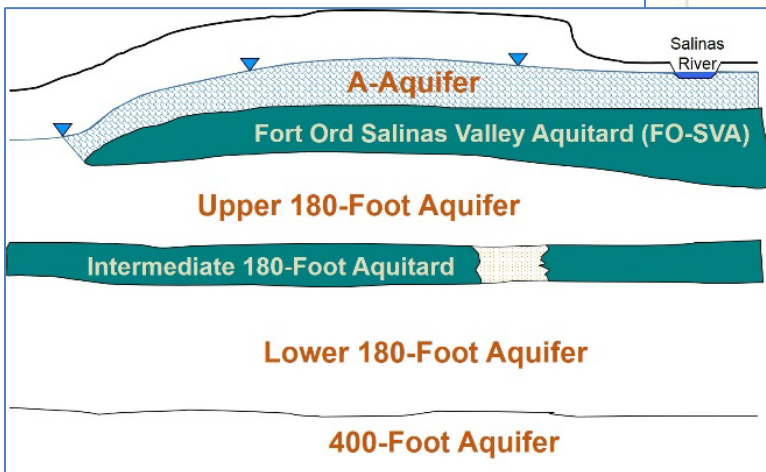 Salinas
River
A-Aquifer
Fort Ord Salinas Valley Aquitard (FO-SVA)
Upper 180-Foot Aquifer
Intermediate 180-Foot Aquitard
Lower 180-Foot Aquifer
400-Foot Aquifer